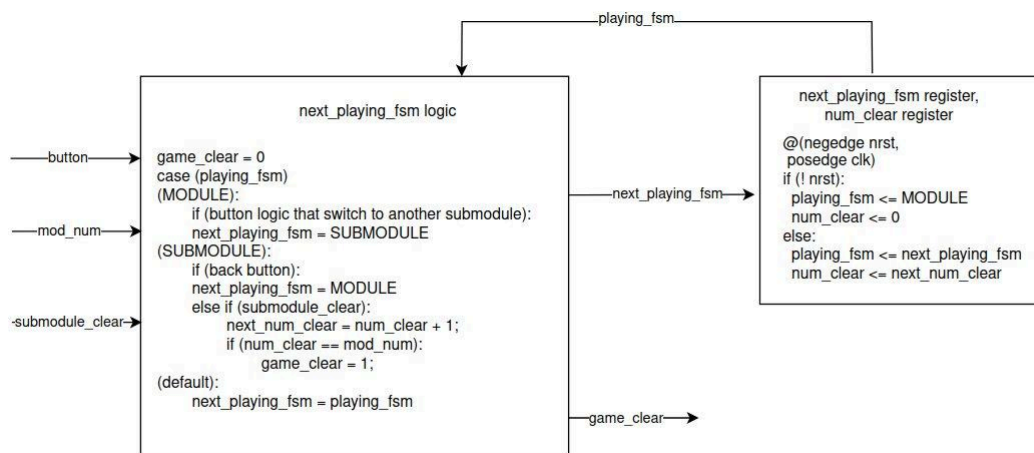 playing_fsm
next_playing_fsm logic
button
mod_num
submodule_clear
game_clear = 0
case (playing_fsm)
(MODULE):
if (button logic that switch to another submodule):
next_playing_fsm = SUBMODULE
(SUBMODULE):
if (back button):
next_playing_fsm = MODULE
else if (submodule_clear):
next_num_clear = num_clear + 1;
if (num_clear == mod_num):
game_clear = 1;
(default):
next_playing_fsm = playing_fsm
next_playing_fsm
game_clear
next_playing_fsm register,
num_clear register
@(negedge nrst,
posedge clk)
if (! nrst):
playing_fsm <= MODULE
num_clear <= 0
else:
playing_fsm <= next_playing_fsm
num_clear <= next_num_clear